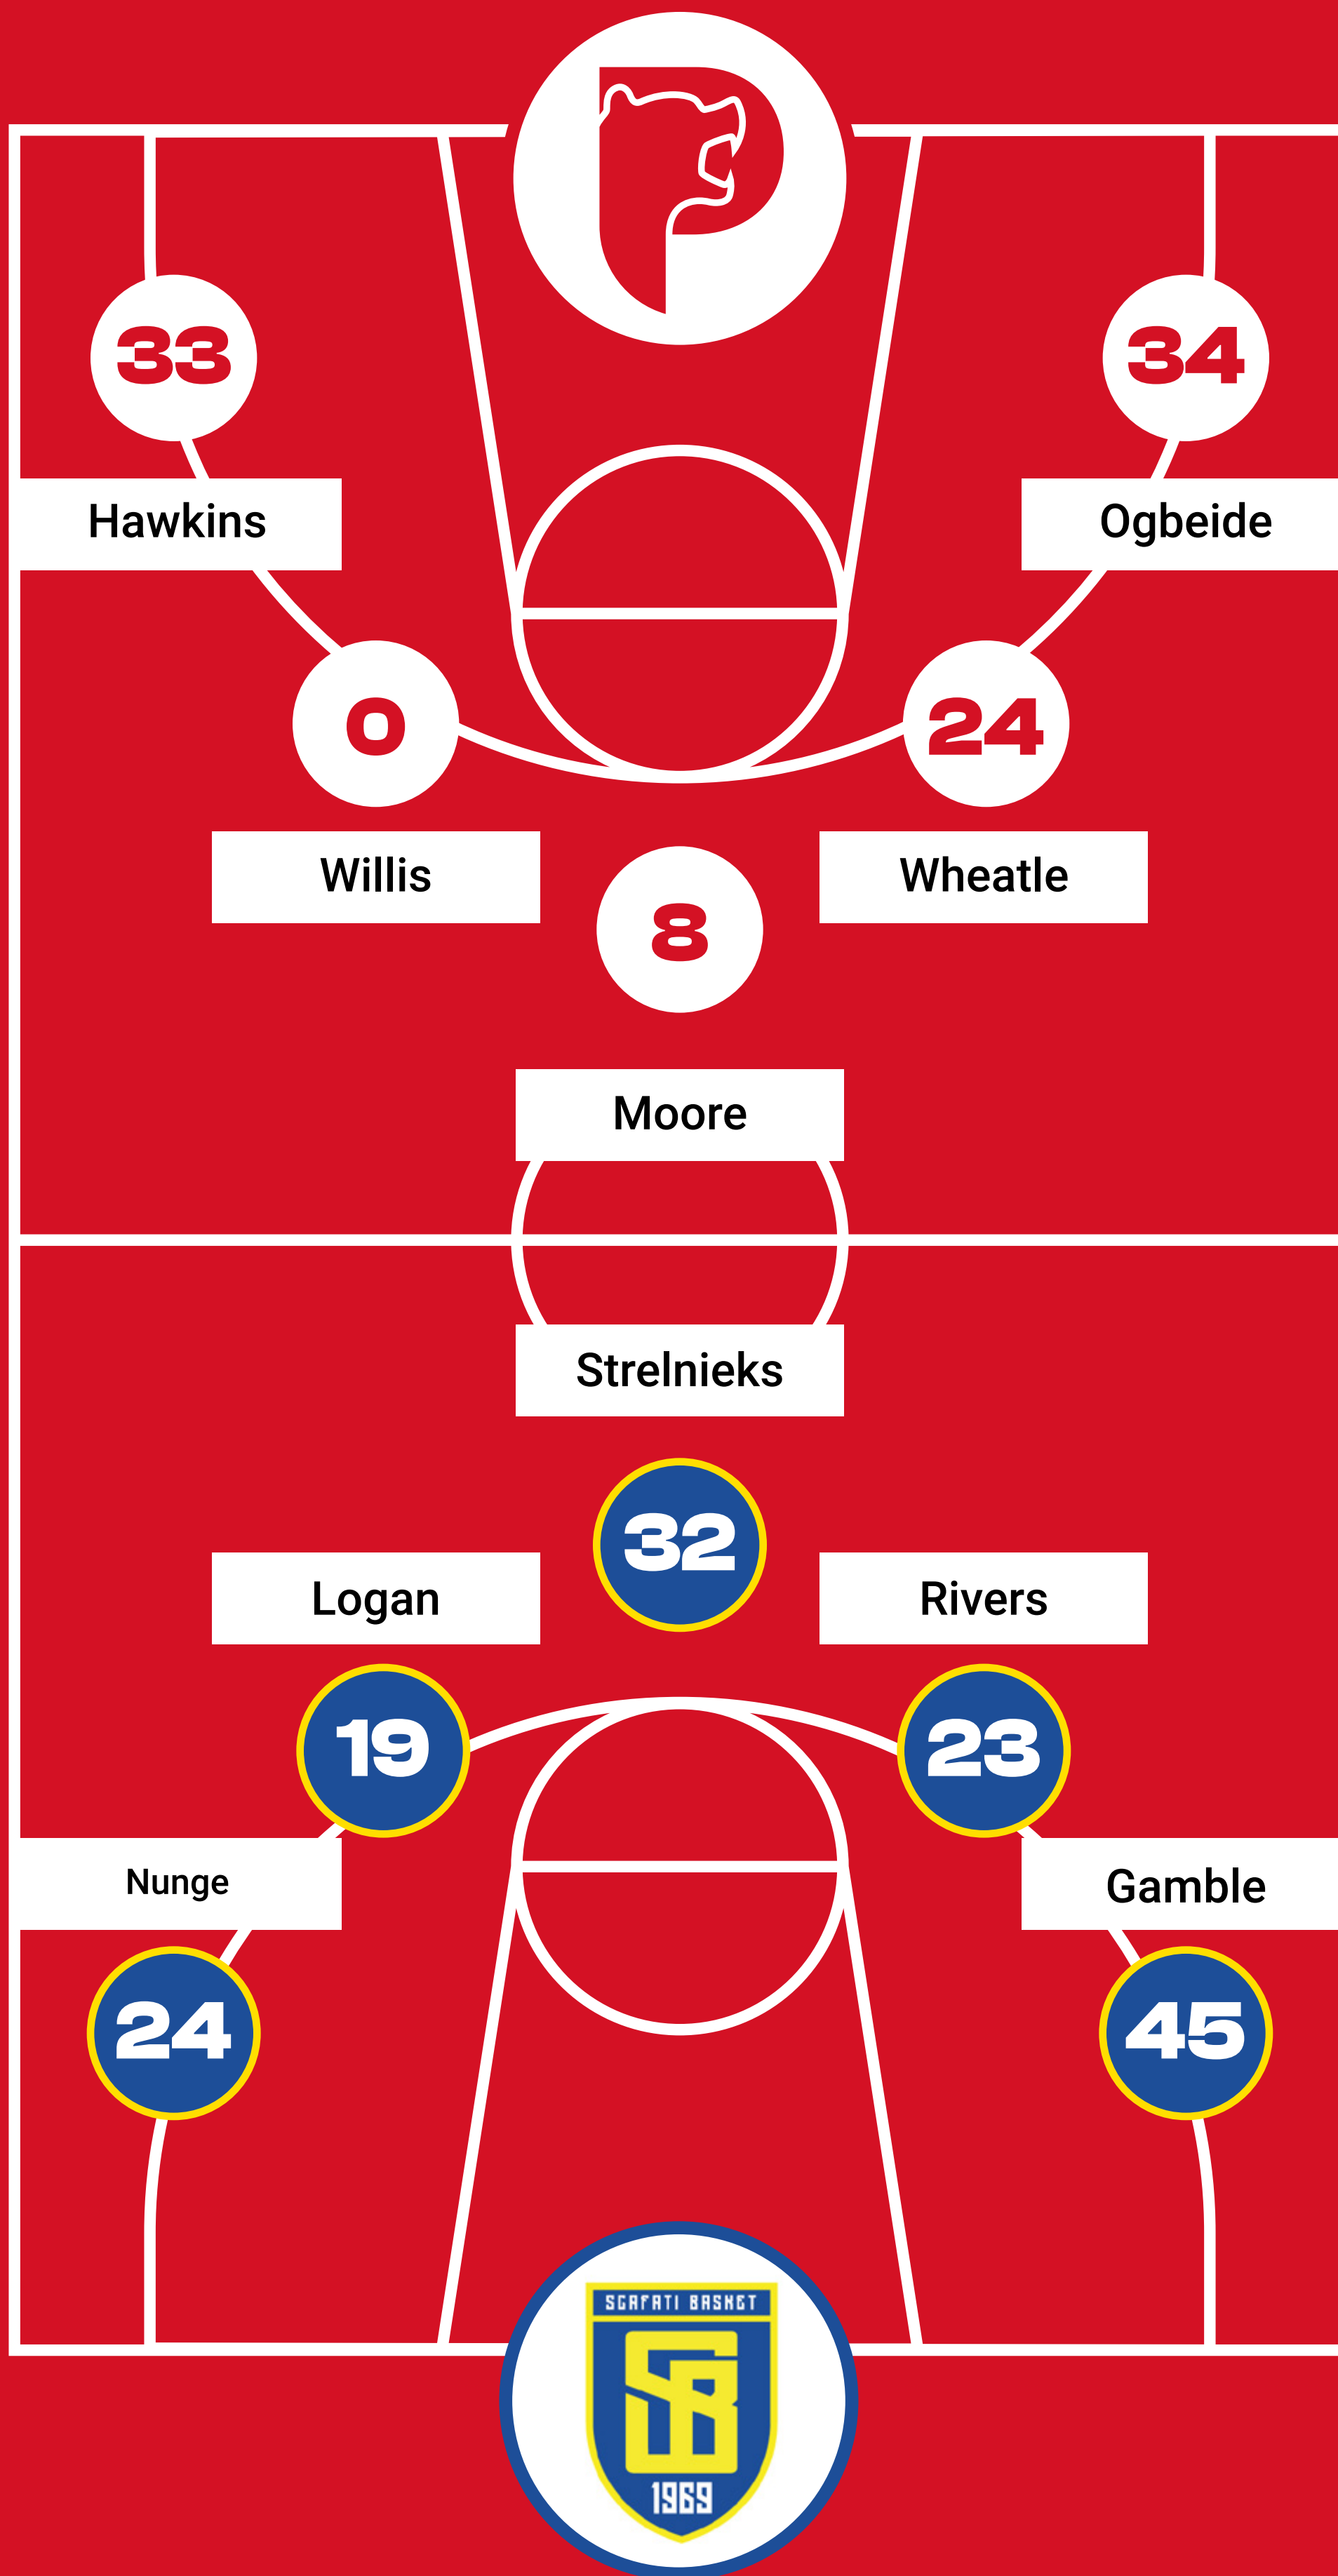 33
34
Hawkins
Ogbeide
0
24
Willis
Wheatle
8
Moore
Strelnieks
32
Logan
Rivers
19
23
Nunge
Gamble
24
45
SCAFATI BASKET
SB
1969